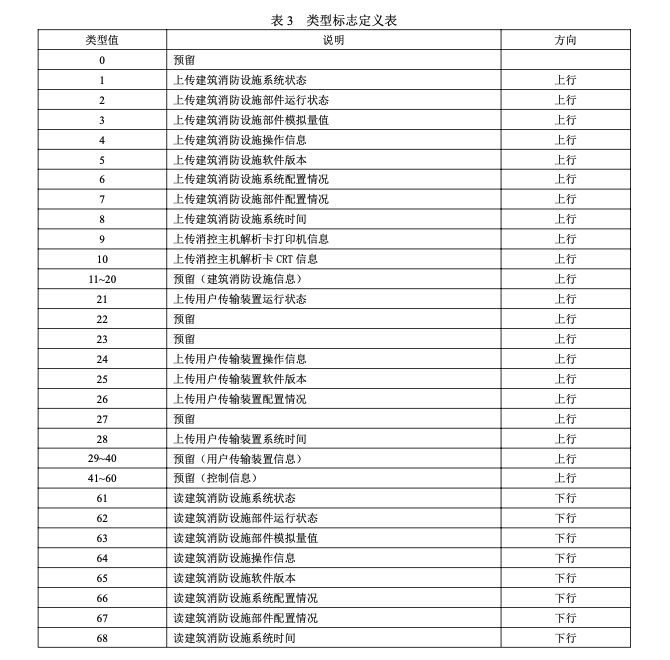 表 3 类型标志定义表
类型值 说明 方向
0 预留
1 上传建筑消防设施系统状态 上行
2 上传建筑消防设施部件运行状态 上行
3 上传建筑消防设施部件模拟量值 上行
4 上传建筑消防设施操作信息 上行
5 上传建筑消防设施软件版本 上行
6 上传建筑消防设施系统配置情况 上行
7 上传建筑消防设施部件配置情况 上行
8 上传建筑消防设施系统时间 上行
9 上传消控主机解析卡打印机信息 上行
10 上传消控主机解析卡 CRT 信息 上行
11~20 预留（建筑消防设施信息） 上行
21 上传用户传输装置运行状态 上行
22 预留 上行
23 预留 上行
24 上传用户传输装置操作信息 上行
25 上传用户传输装置软件版本 上行
26 上传用户传输装置配置情况 上行
27 预留 上行
28 上传用户传输装置系统时间 上行
29~40 预留（用户传输装置信息） 上行
41~60 预留（控制信息） 上行
61 读建筑消防设施系统状态 下行
62 读建筑消防设施部件运行状态 下行
63 读建筑消防设施部件模拟量值 下行
64 读建筑消防设施操作信息 下行
65 读建筑消防设施软件版本 下行
66 读建筑消防设施系统配置情况 下行
67 读建筑消防设施部件配置情况 下行
68 读建筑消防设施系统时间 下行